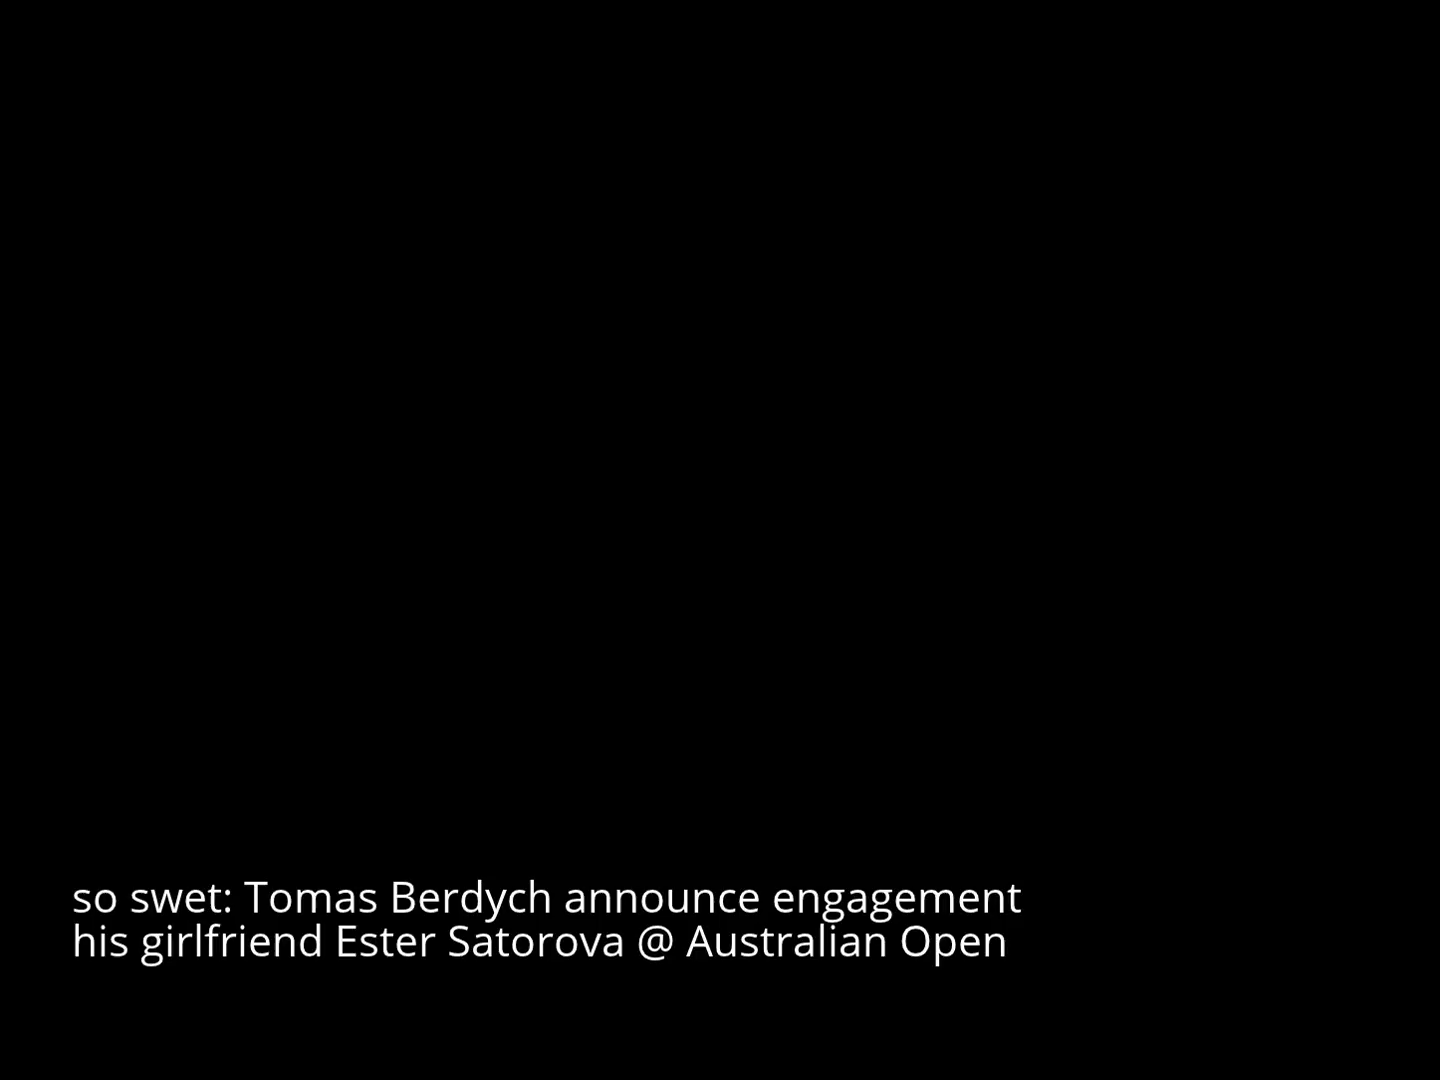 so swet: Tomas Berdych announce engagement
his girlfriend Ester Satorova @ Australian Open